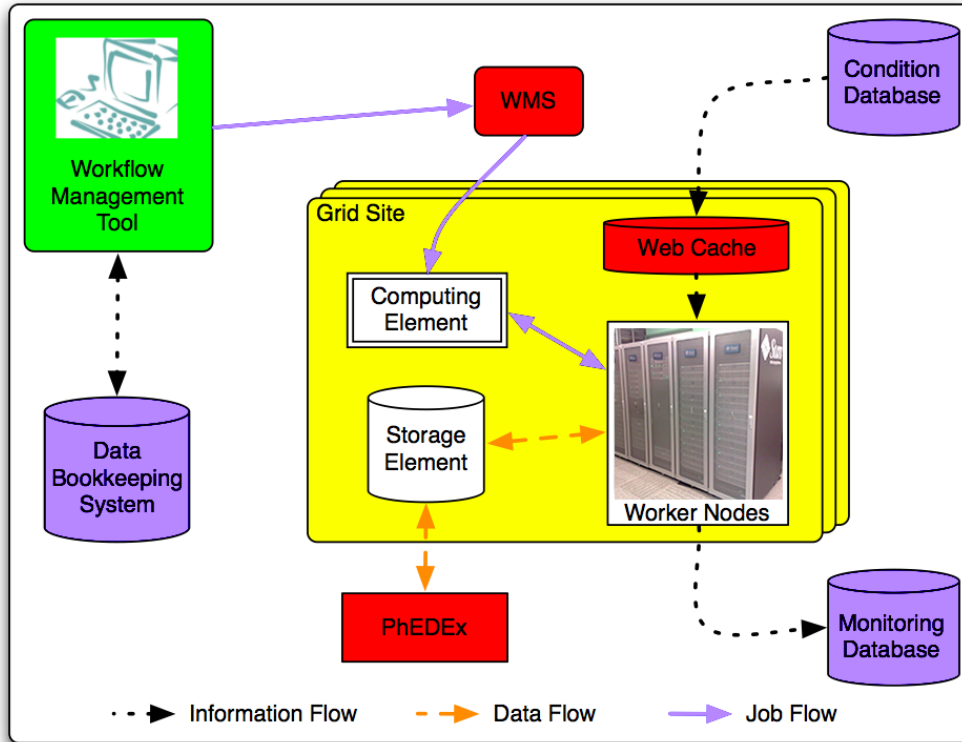 Workflow
Management
Tool
WMS
Condition
Database
Grid Site
Web Cache
Computing
Element
Sun
Storage
Element
Worker Nodes
Data
Bookkeeping
System
PhEDEx
Monitoring
Database
Information Flow
Data Flow
Job Flow